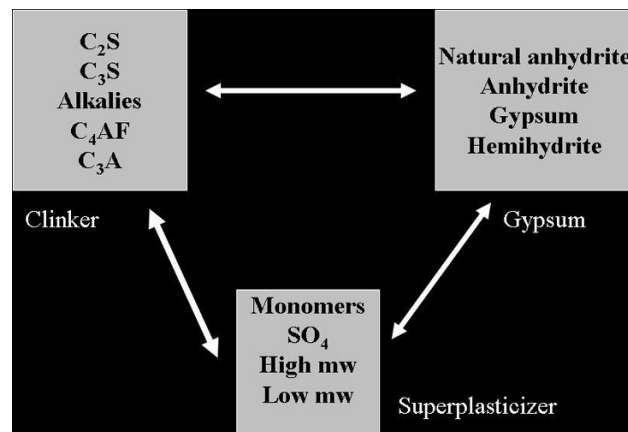 C₂S
C₃S
Alkalies
C₄AF
C₃A
Clinker
Natural anhydrite
Anhydrite
Gypsum
Hemihydrite
Gypsum
Monomers
SO₄
High mw
Low mw
Superplasticizer